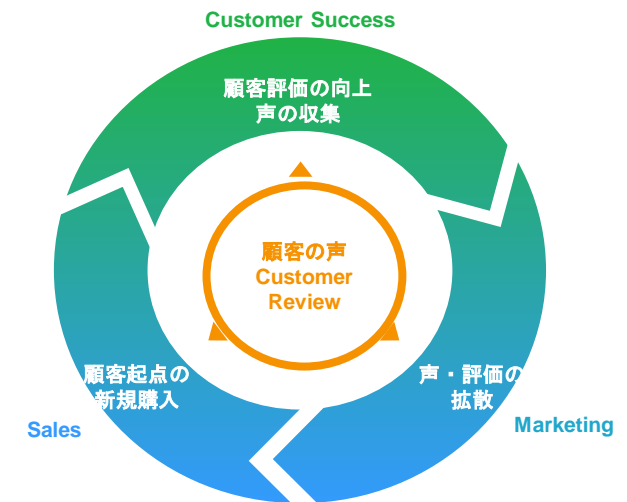 Customer Success
顧客評価の向上
声の収集
顧客の声
Customer
Review
顧客起点の
新規購入
Sales
声・評価の
拡散
Marketing